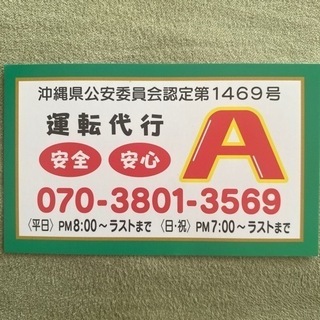 沖縄県公安委員会認定第1469号
運転代行
A
安全 安心
070-3801-3569
〈平日〉PM8:00~ラストまで 〈日・祝〉PM7:00~ラストまで